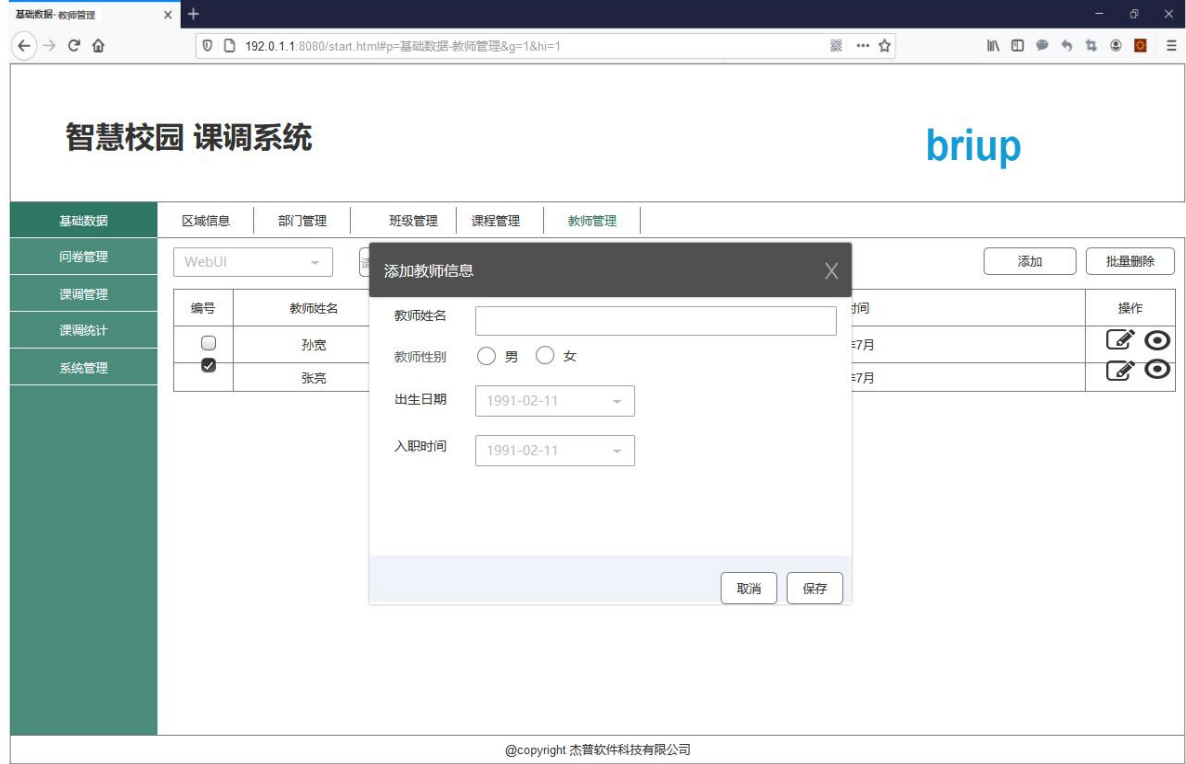 基础数据- 教师管理
192.0.1.1:8080/start.html#p=基础数据-教师管理&g=1&hi=1
智慧校园 课调系统
briup
基础数据 区域信息 部门管理 班级管理 课程管理 教师管理
问卷管理 WebUI 添加教师信息 X 添加 批量删除
课调管理 编号 教师姓名 教师姓名 时间 操作
课调统计 孙宽 教师性别 男 女 7月
系统管理 张亮 出生日期 1991-02-11 7月
入职时间 1991-02-11
取消 保存
@copyright 杰普软件科技有限公司